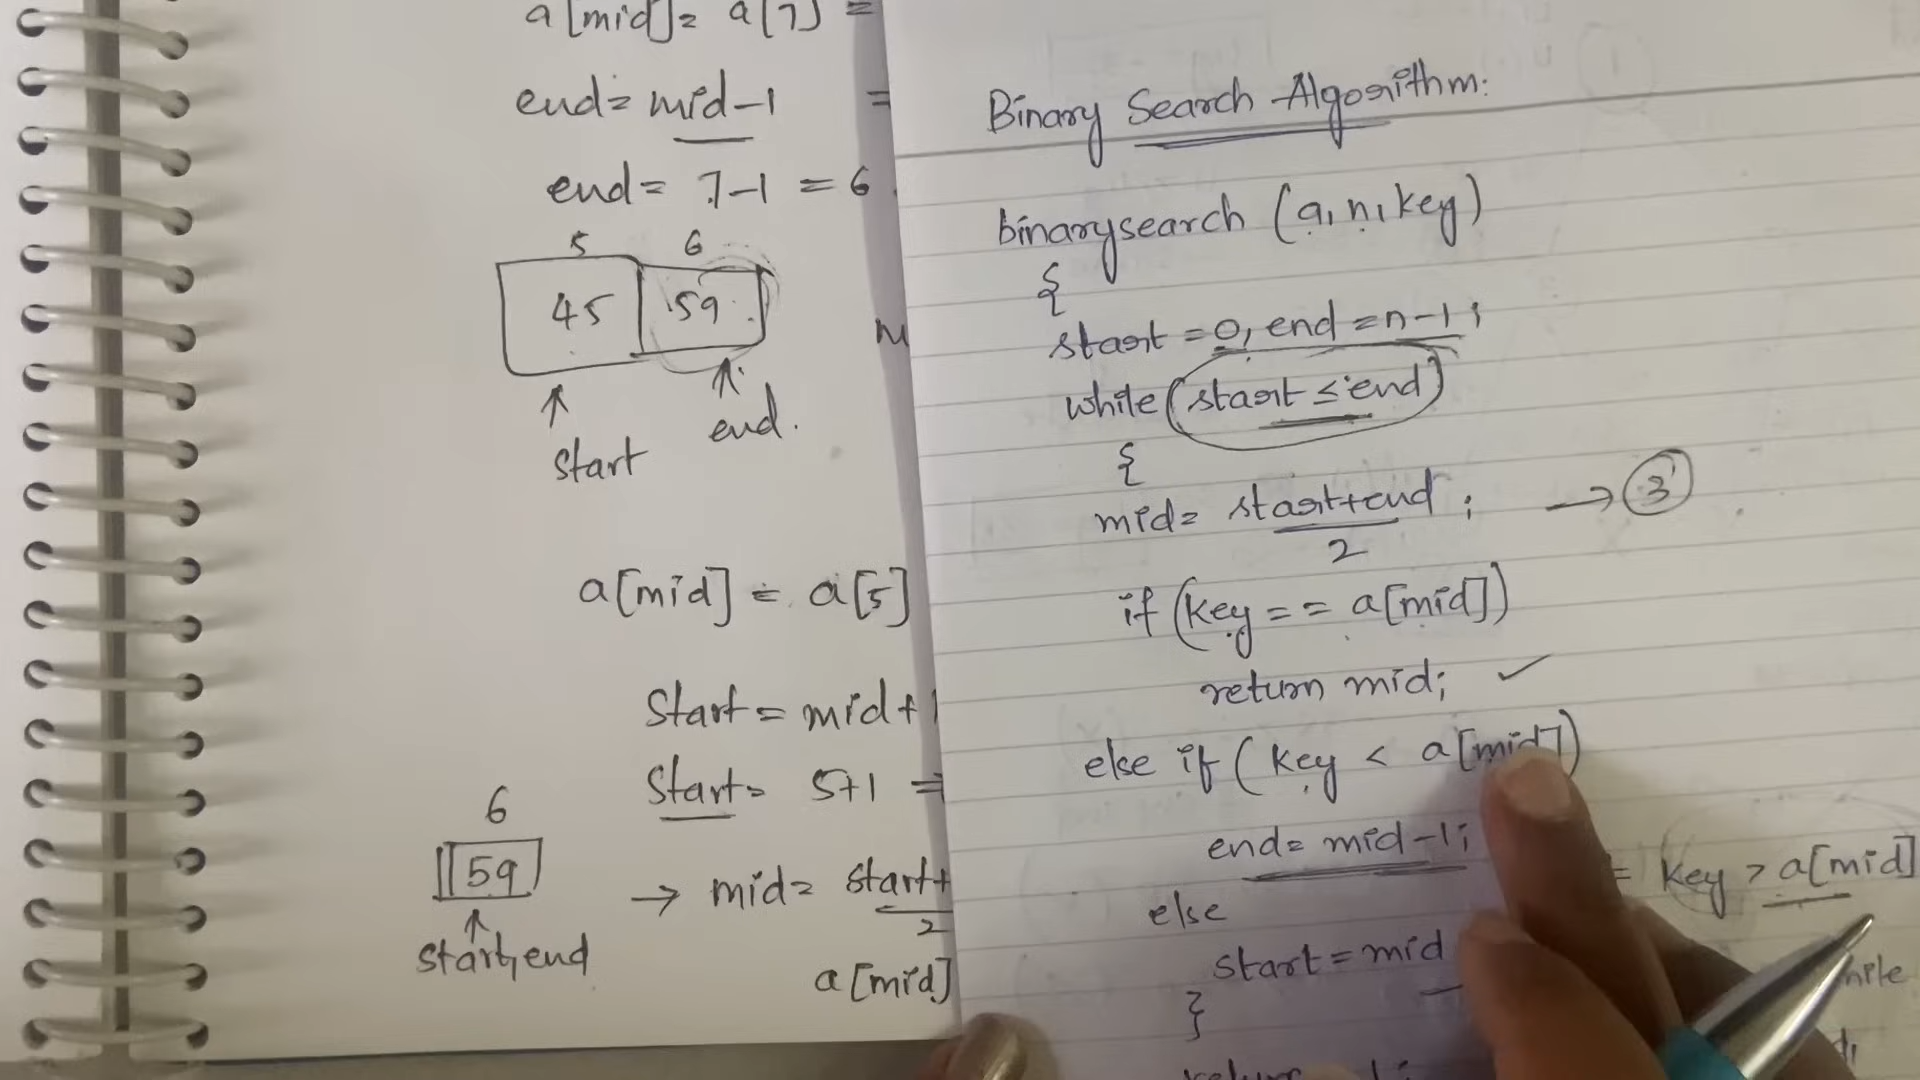 a[mid]= a[7] =
end= mid-1 =
end= 7-1 = 6
5 6
45 59
start end.
a[mid] = a[5]
Start= mid+1
Start= 5+1 =
6
59
start, end
→ mid= start+
2
a[mid]
Binary Search Algorithm:
binarysearch (a, n, key)
{
start = 0, end = n-1;
while (start ≤ end)
{
mid= start+end ; → 3
2
if (key == a[mid])
return mid; ✓
else if ( key < a[mid])
end= mid-1;
= key > a[mid]
else
start = mid
}